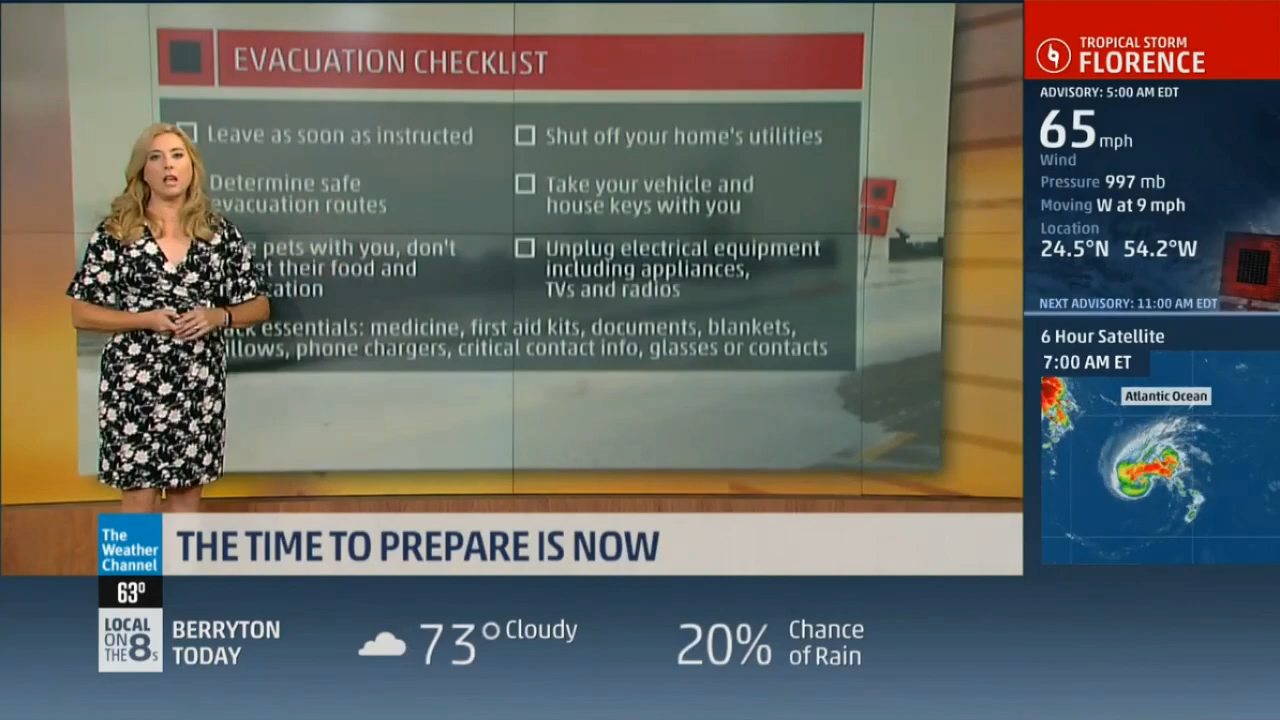 EVACUATION CHECKLIST
Leave as soon as instructed
Determine safe
evacuation routes
pets with you, don't
their food and
Shut off your home's utilities
Take your vehicle and
house keys with you
Unplug electrical equipment
including appliances,
TVs and radios
essentials: medicine, first aid kits, documents, blankets,
phone chargers, critical contact info, glasses or contacts
TROPICAL STORM
FLORENCE
ADVISORY: 5:00 AM EDT
65 mph
Wind
Pressure 997 mb
Moving W at 9 mph
Location
24.5°N 54.2°W
NEXT ADVISORY: 11:00 AM EDT
6 Hour Satellite
7:00 AM ET
Atlantic Ocean
The
Weather
Channel
THE TIME TO PREPARE IS NOW
63°
LOCAL
ON
THE 8s
BERRYTON
TODAY
73° Cloudy
20% Chance
of Rain